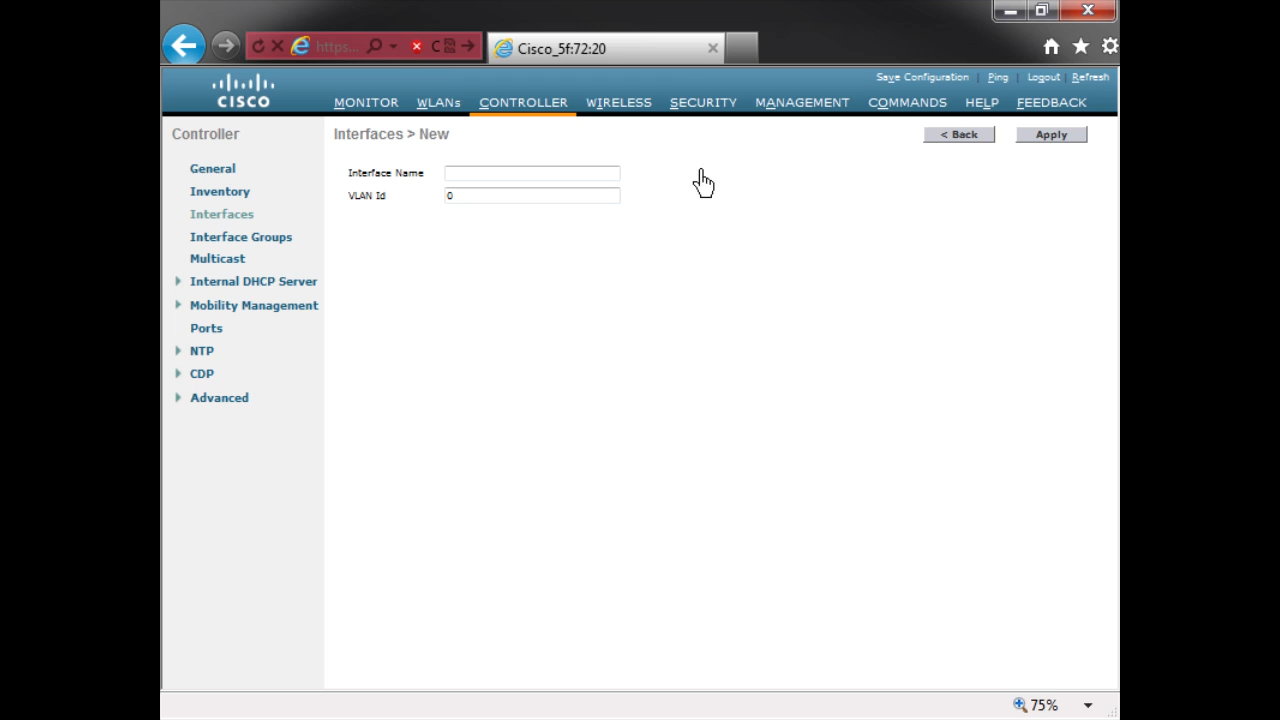 https...
Cisco_5f:72:20
Save Configuration | Ping | Logout | Refresh
CISCO
MONITOR WLANs CONTROLLER WIRELESS SECURITY MANAGEMENT COMMANDS HELP FEEDBACK
Controller
Interfaces > New
< Back
Apply
General
Inventory
Interfaces
Interface Groups
Multicast
Internal DHCP Server
Mobility Management
Ports
NTP
CDP
Advanced
Interface Name
VLAN Id 0
75%